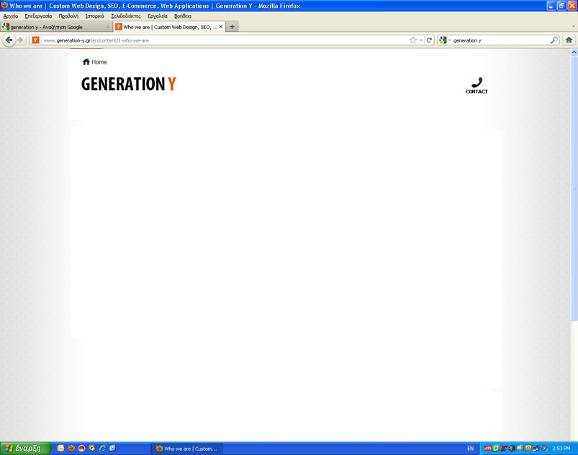 Who we are | Custom Web Design, SEO, E-Commerce, Web Applications | Generation Y - Mozilla Firefox
Αρχείο Επεξεργασία Προβολή Ιστορικό Σελιδοδείκτες Εργαλεία Βοήθεια
generation y - Αναζήτηση Google
Who we are | Custom Web Design, SEO, ...
www.generation-y.gr/en/content/1-who-we-are
generation y
Home
GENERATION Y
CONTACT
έναρξη
Who we are | Custom ...
EN
2:53 PM